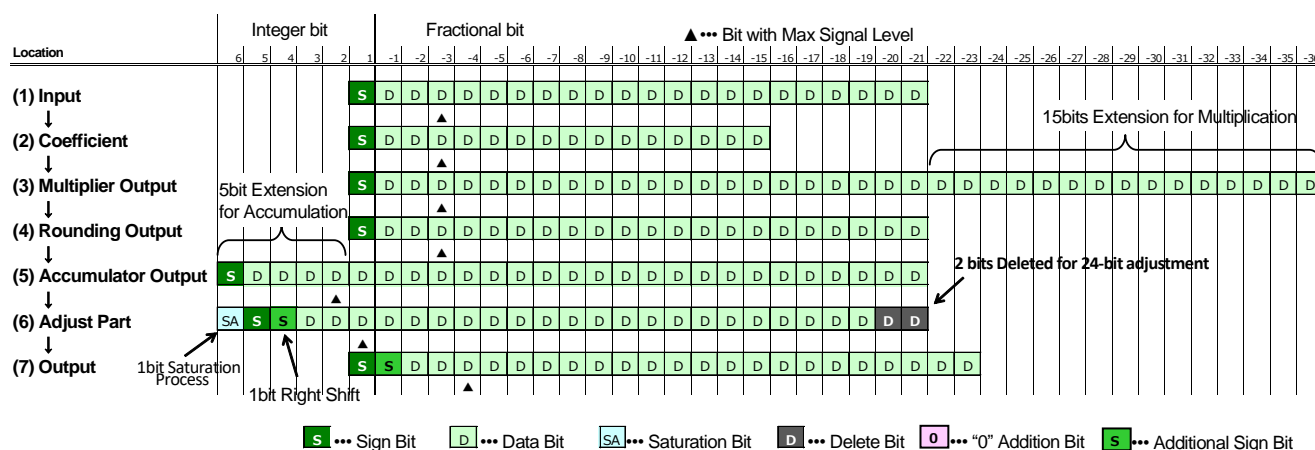 Integer bit Fractional bit ▲ ••• Bit with Max Signal Level
Location
6 5 4 3 2 1 -1 -2 -3 -4 -5 -6 -7 -8 -9 -10 -11 -12 -13 -14 -15 -16 -17 -18 -19 -20 -21 -22 -23 -24 -25 -26 -27 -28 -29 -30 -31 -32 -33 -34 -35 -36
(1) Input S D D D D D D D D D D D D D D D D D D D D D
15bits Extension for Multiplication
(2) Coefficient S D D D D D D D D D D D D D D D
(3) Multiplier Output S D D D D D D D D D D D D D D D D D D D D D D D D D D D D D D D D D D D D
5bit Extension
for Accumulation
(4) Rounding Output S D D D D D D D D D D D D D D D D D D D D D
(5) Accumulator Output S D D D D D D D D D D D D D D D D D D D D D D D D D D
2 bits Deleted for 24-bit adjustment
(6) Adjust Part SA S S D D D D D D D D D D D D D D D D D D D D D D D D
1bit Saturation
Process
(7) Output S S D D D D D D D D D D D D D D D D D D D D D D
1bit Right Shift
S ••• Sign Bit D ••• Data Bit SA ••• Saturation Bit D ••• Delete Bit 0 ••• "0" Addition Bit S ••• Additional Sign Bit